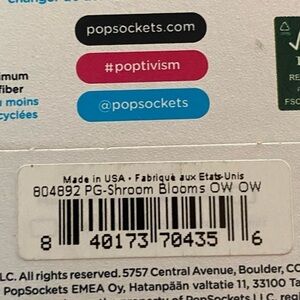 popsockets.com
#poptivism
@popsockets
fiber
u moins
cyclées
FSC
Made in USA • Fabriqué aux Etats-Unis
804892 PG-Shroom Blooms OW OW
8 40173 70435 6
LC. All rights reserved. 5757 Central Avenue, Boulder, CO
PopSockets EMEA Oy, Hatanpään valtatie 11, 33100 Ta
property of PopSockets LLC